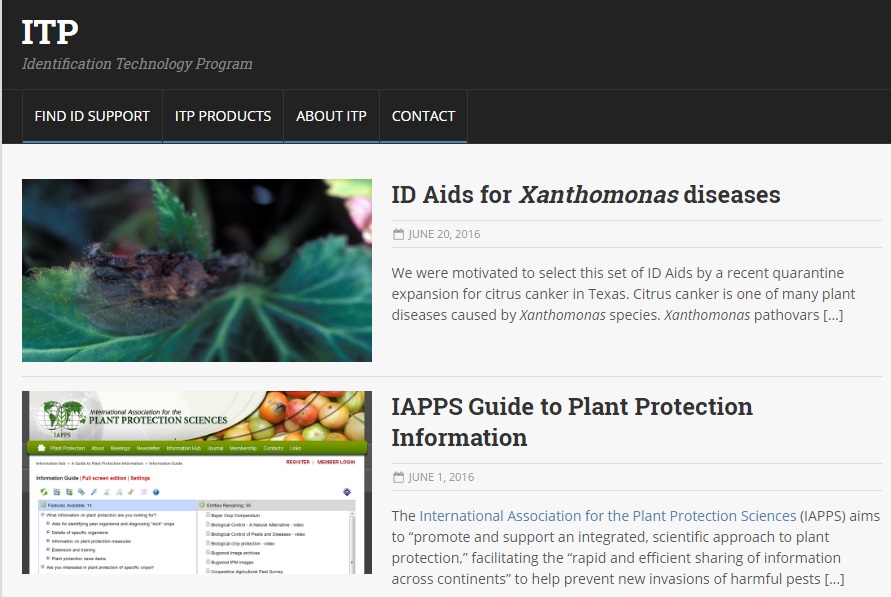 ITP
Identification Technology Program
FIND ID SUPPORT
ITP PRODUCTS
ABOUT ITP
CONTACT
ID Aids for Xanthomonas diseases
JUNE 20, 2016
We were motivated to select this set of ID Aids by a recent quarantine
expansion for citrus canker in Texas. Citrus canker is one of many plant
diseases caused by Xanthomonas species. Xanthomonas pathovars [...]
International Association for the
PLANT PROTECTION SCIENCES
IAPPS
Plant Protection About Meetings Newsletter Information Hub Journal Membership Contacts Links
Information Hub > A Guide to Plant Protection Information > Information Guide
REGISTER | MEMBER LOGIN
Information Guide | Full screen edition | Settings
Features Available: 14
What information on plant protection are you looking for?
Aids for identifying pest organisms and diagnosing "sick" crops
Details of specific organisms
Information on plant protection measures
Extension and training
Plant protection news items
Are you interested in plant protection of specific crops?
Entities Remaining: 66
Bayer Crop Compendium
Biological Control - A Natural Alternative - video
Biological Control of Pests and Diseases - video
Biological crop protection - video
Bugwood image archives
Bugwood IPM images
Cooperative Agricultural Pest Survey
IAPPS Guide to Plant Protection
Information
JUNE 1, 2016
The International Association for the Plant Protection Sciences (IAPPS) aims
to “promote and support an integrated, scientific approach to plant
protection,” facilitating the “rapid and efficient sharing of information
across continents” to help prevent new invasions of harmful pests [...]